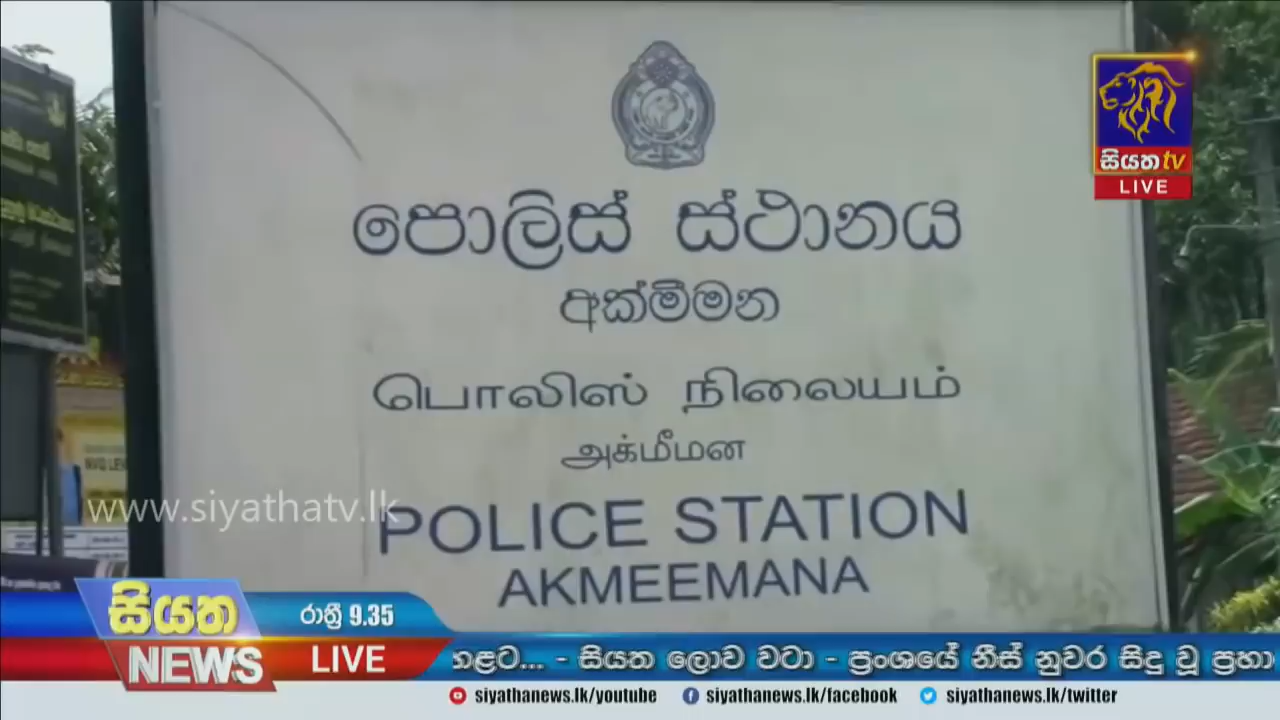 සියත tv
LIVE
පොලිස් ස්ථානය
අක්මීමන
பொலிஸ் நிலையம்
அக்மீமன
POLICE STATION
AKMEEMANA
www.siyathatv.lk
සියත
NEWS
රාත්‍රී 9.35
LIVE
හළට... - සියත ලොව වටා - ප්‍රංශයේ නීස් නුවර සිදු වූ ප්‍රහා
siyathanews.lk/youtube siyathanews.lk/facebook siyathanews.lk/twitter